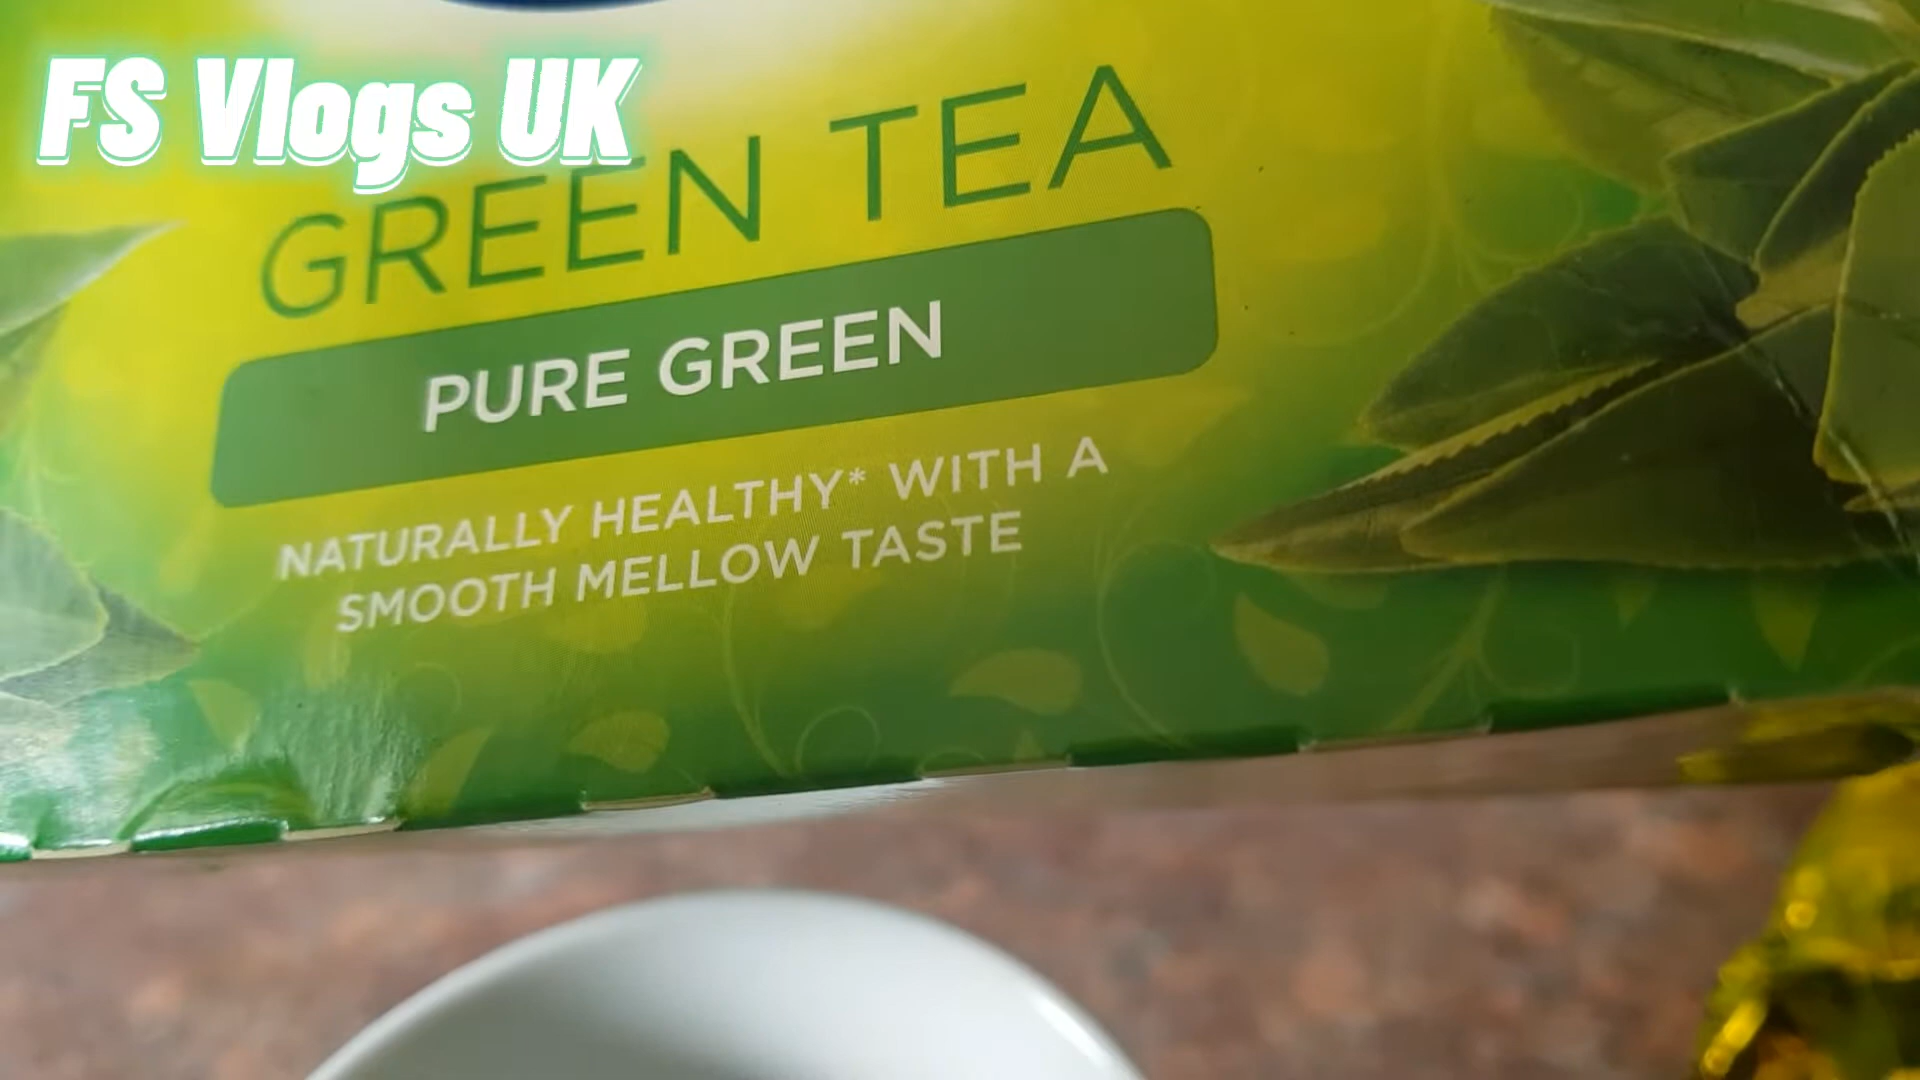 FS Vlogs UK
GREEN TEA
PURE GREEN
NATURALLY HEALTHY* WITH A
SMOOTH MELLOW TASTE